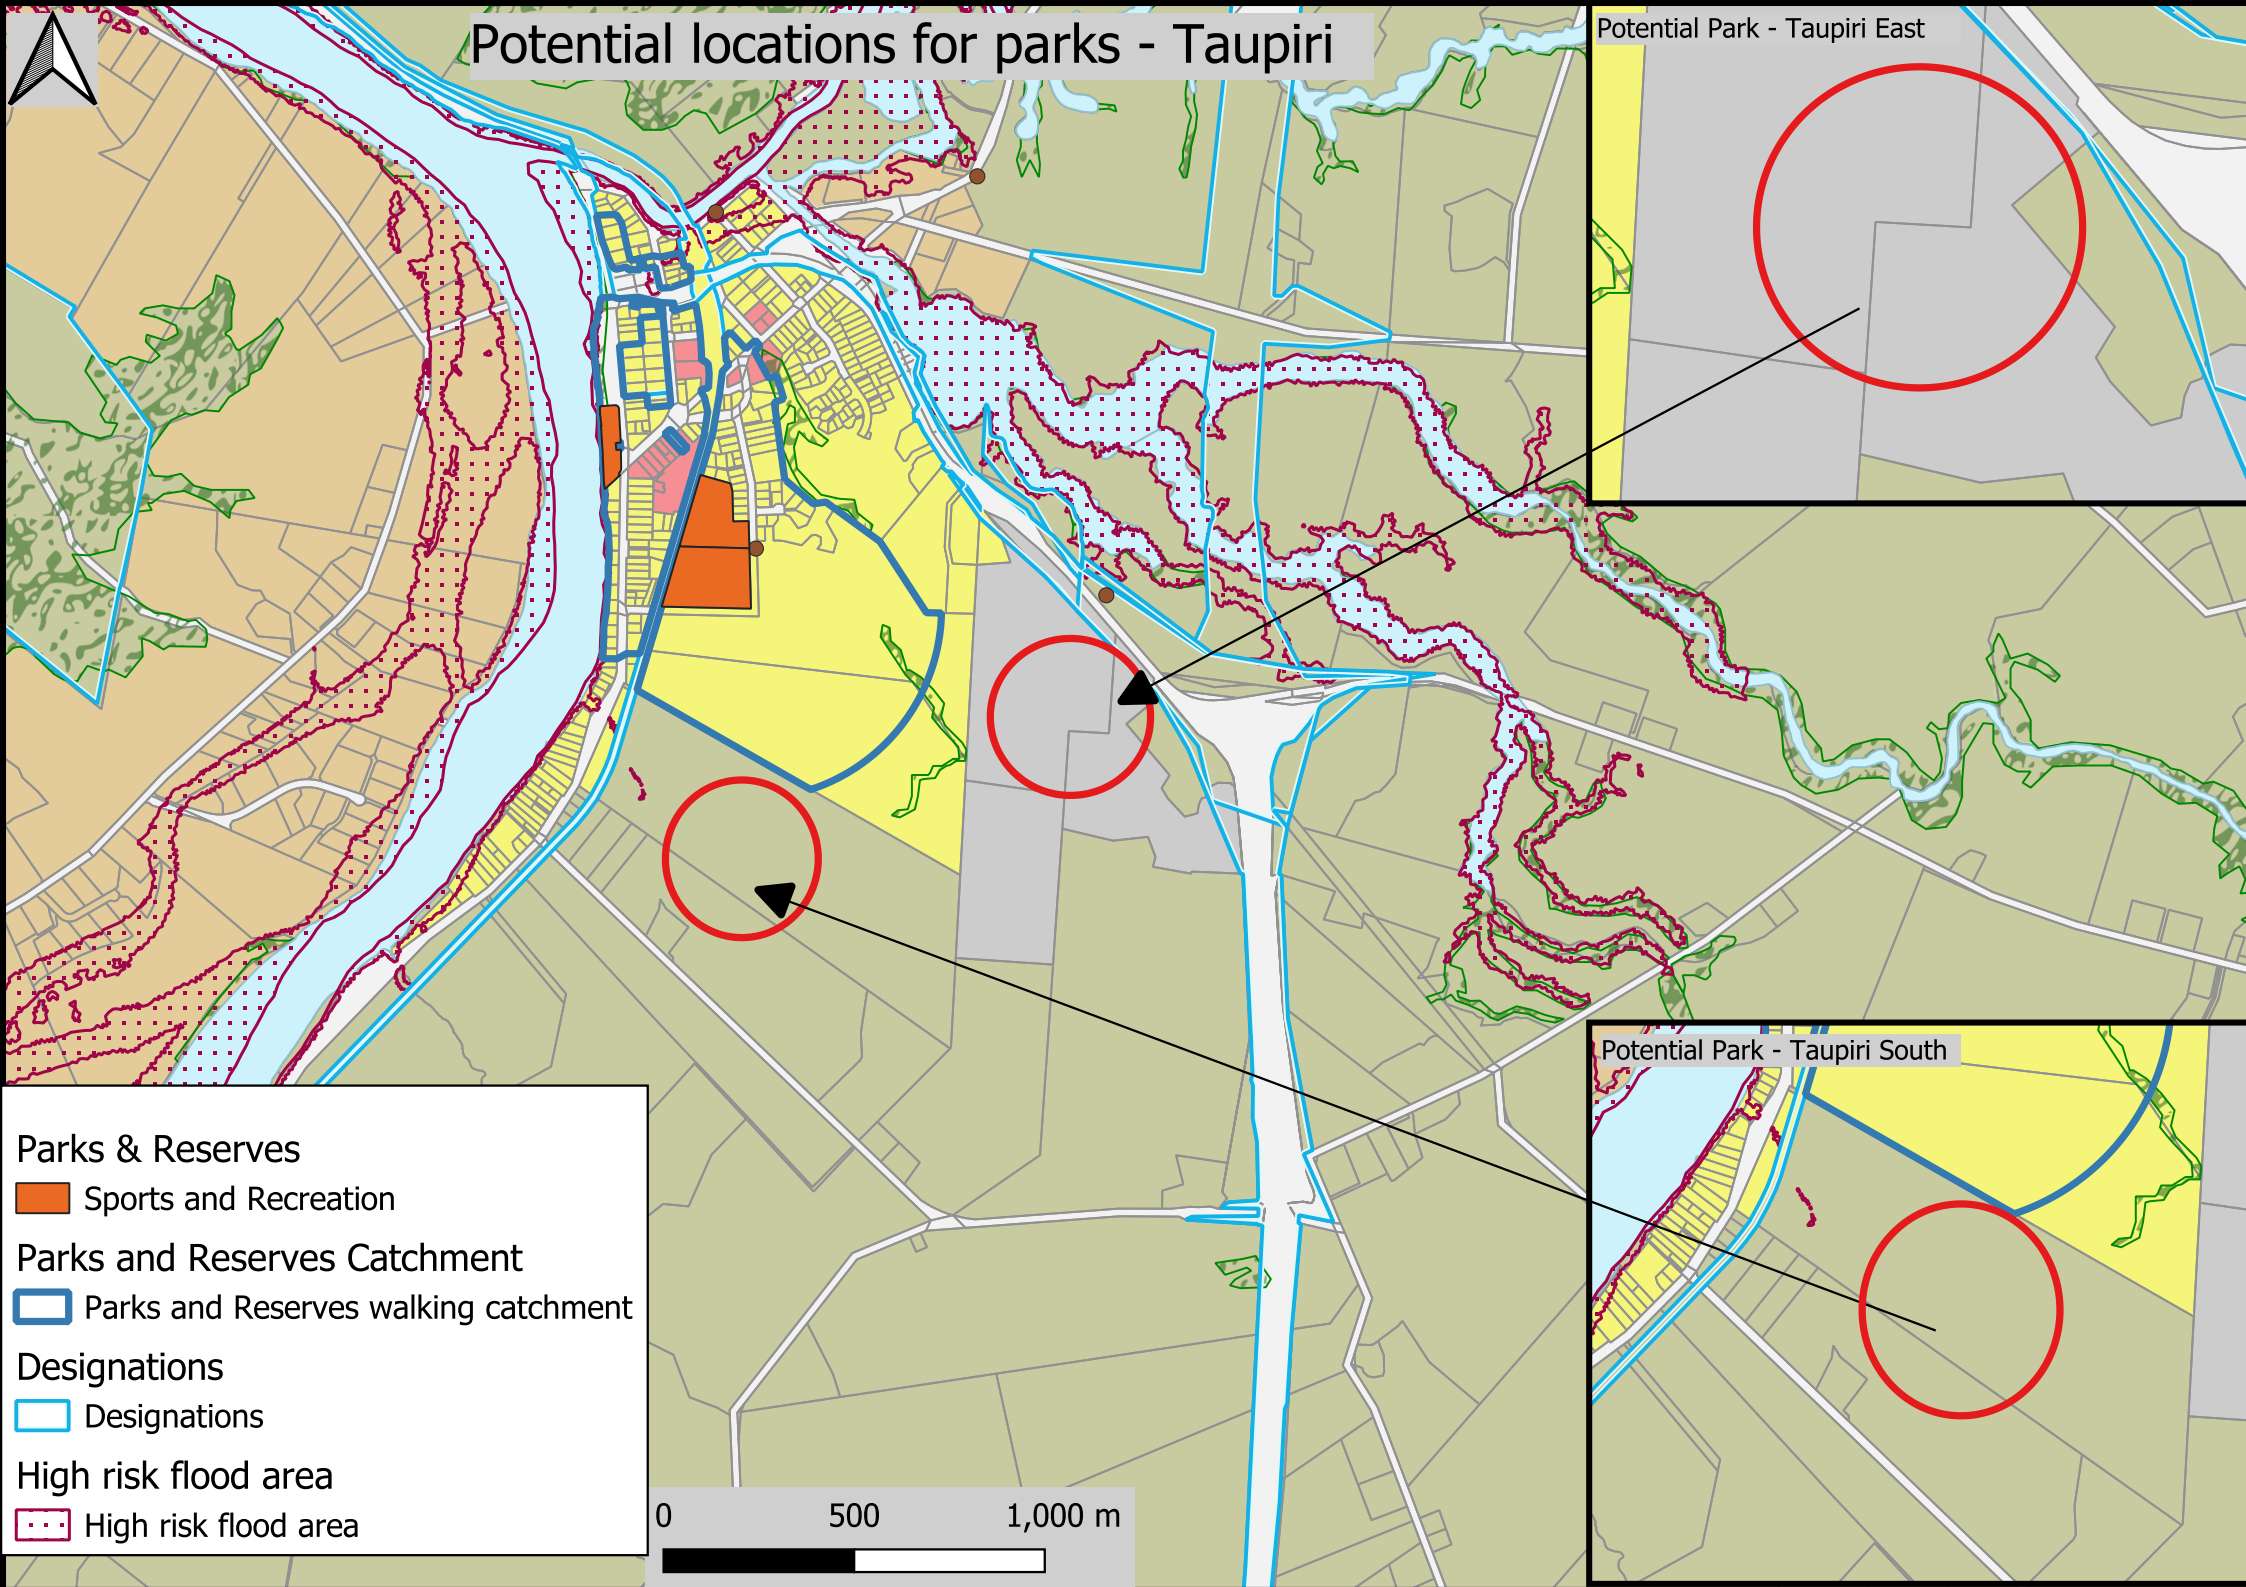 Potential locations for parks - Taupiri
Potential Park - Taupiri East
Potential Park - Taupiri South
Parks & Reserves
Sports and Recreation
Parks and Reserves Catchment
Parks and Reserves walking catchment
Designations
Designations
High risk flood area
High risk flood area
0 500 1,000 m